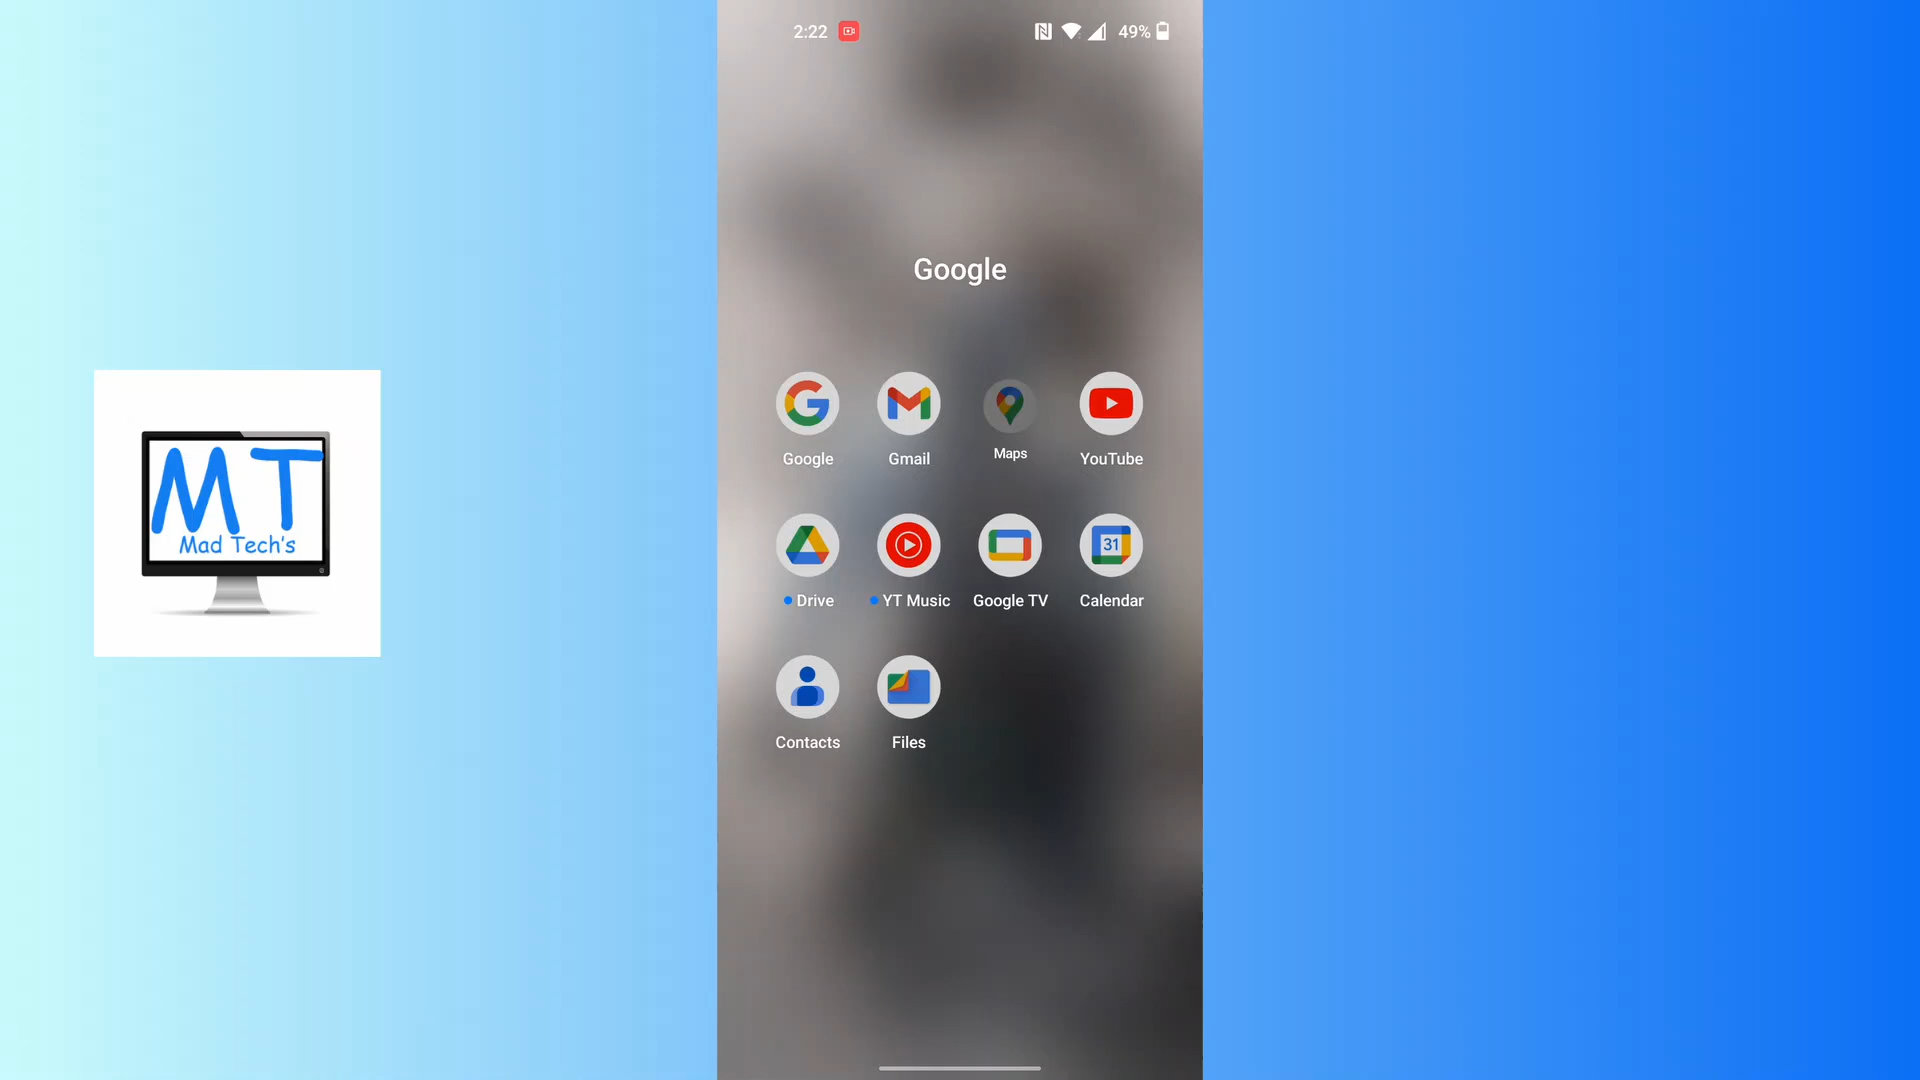 2:22
49%
Google
Google
Gmail
Maps
YouTube
MT
Mad Tech's
Drive
YT Music
Google TV
31
Calendar
Contacts
Files